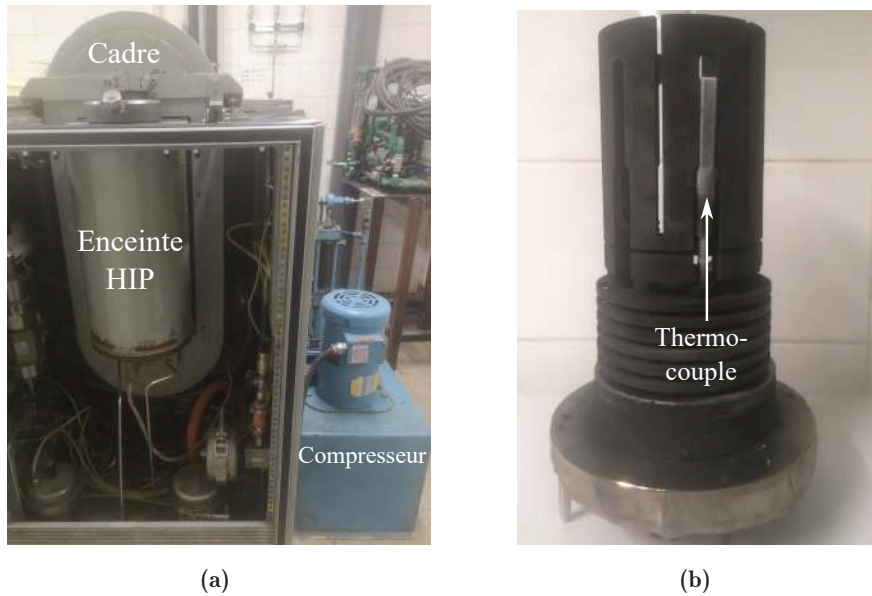 Cadre
Enceinte
HIP
Compresseur
Thermo-
couple
(a)
(b)